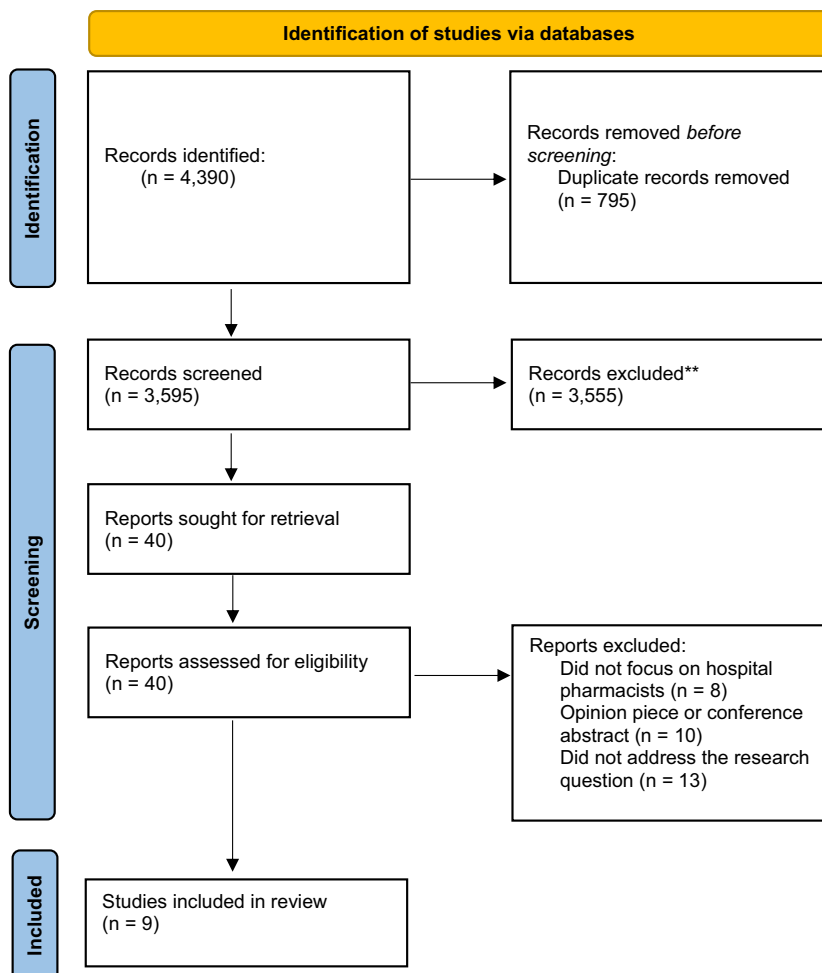 Identification of studies via databases
Identification
Records identified:
(n = 4,390)
Records removed before
screening:
Duplicate records removed
(n = 795)
Screening
Records screened
(n = 3,595)
Records excluded**
(n = 3,555)
Reports sought for retrieval
(n = 40)
Reports assessed for eligibility
(n = 40)
Reports excluded:
Did not focus on hospital
pharmacists (n = 8)
Opinion piece or conference
abstract (n = 10)
Did not address the research
question (n = 13)
Included
Studies included in review
(n = 9)